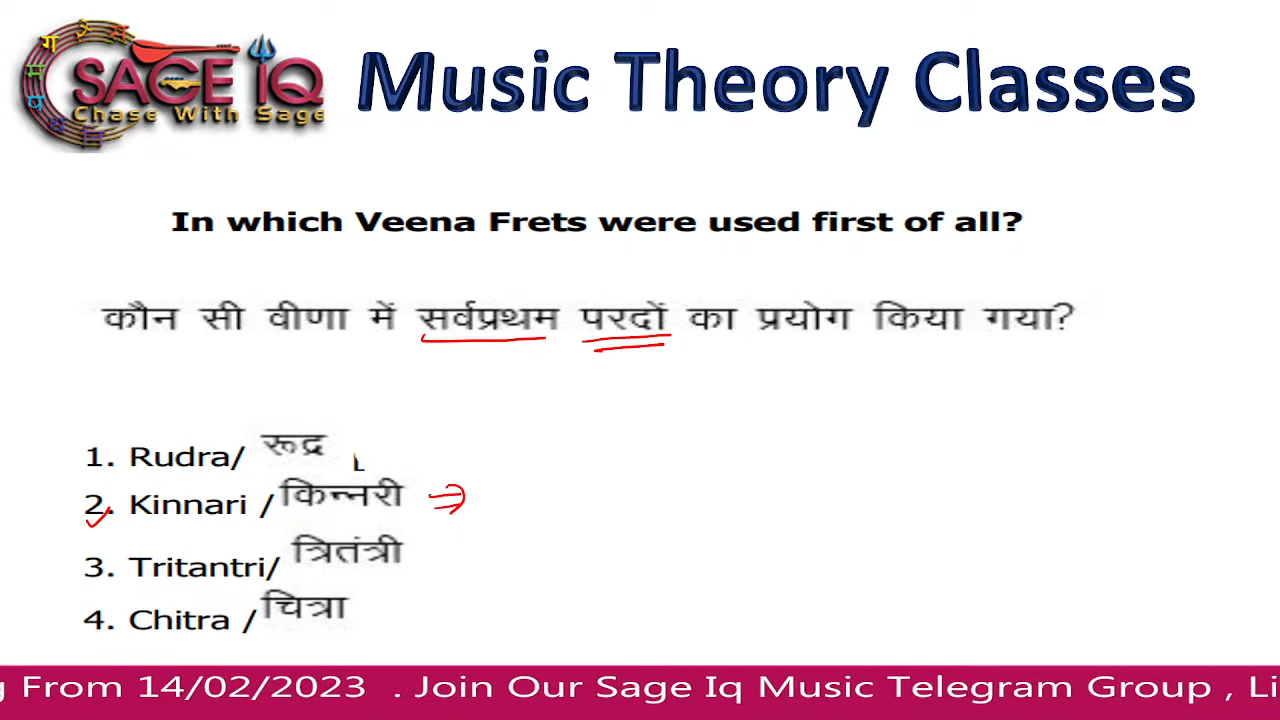 SAGE IQ
Chase With Sage
Music Theory Classes
In which Veena Frets were used first of all?
कौन सी वीणा में सर्वप्रथम परदों का प्रयोग किया गया?
1. Rudra/ रूद्र
2. Kinnari / किन्नरी
3. Tritantri/ त्रितंत्री
4. Chitra / चित्रा
g From 14/02/2023 . Join Our Sage Iq Music Telegram Group , Li